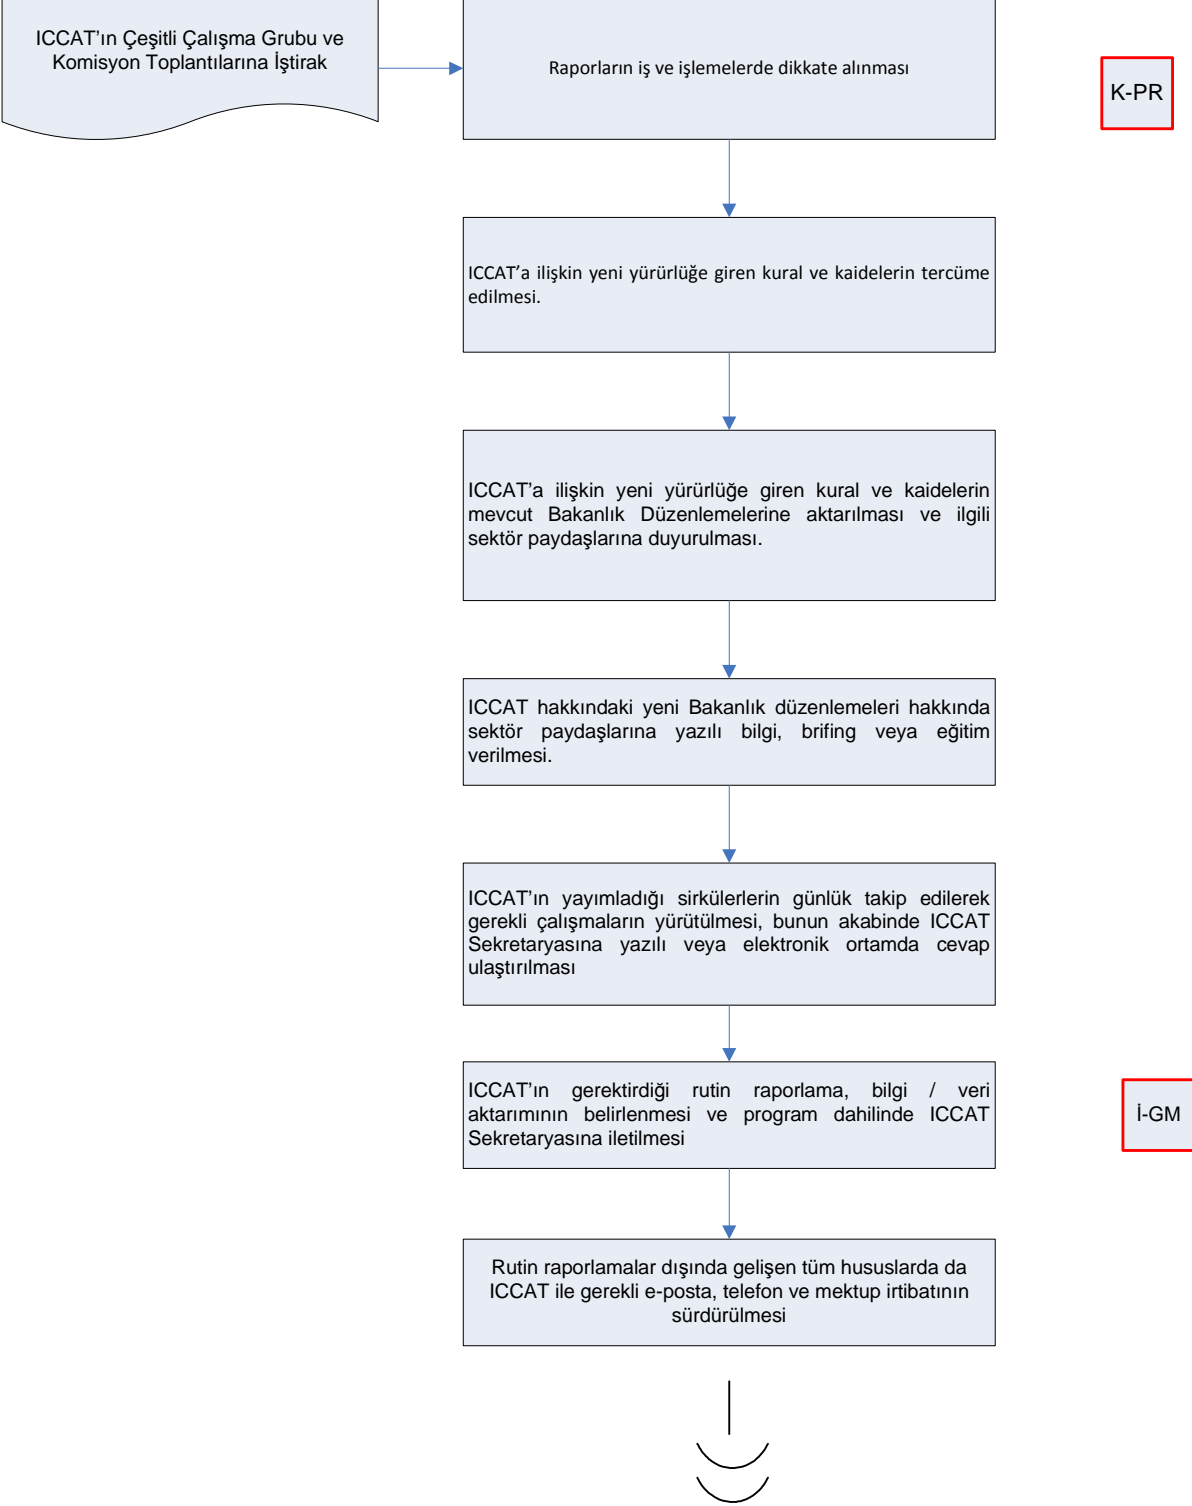 ICCAT’ın Çeşitli Çalışma Grubu ve
Komisyon Toplantılarına İştirak
Raporların iş ve işlemelerde dikkate alınması
K-PR
ICCAT’a ilişkin yeni yürürlüğe giren kural ve kaidelerin tercüme
edilmesi.
ICCAT’a ilişkin yeni yürürlüğe giren kural ve kaidelerin
mevcut Bakanlık Düzenlemelerine aktarılması ve ilgili
sektör paydaşlarına duyurulması.
ICCAT hakkındaki yeni Bakanlık düzenlemeleri hakkında
sektör paydaşlarına yazılı bilgi, brifing veya eğitim
verilmesi.
ICCAT’ın yayımladığı sirkülerlerin günlük takip edilerek
gerekli çalışmaların yürütülmesi, bunun akabinde ICCAT
Sekretaryasına yazılı veya elektronik ortamda cevap
ulaştırılması
ICCAT’ın gerektirdiği rutin raporlama, bilgi / veri
aktarımının belirlenmesi ve program dahilinde ICCAT
Sekretaryasına iletilmesi
İ-GM
Rutin raporlamalar dışında gelişen tüm hususlarda da
ICCAT ile gerekli e-posta, telefon ve mektup irtibatının
sürdürülmesi